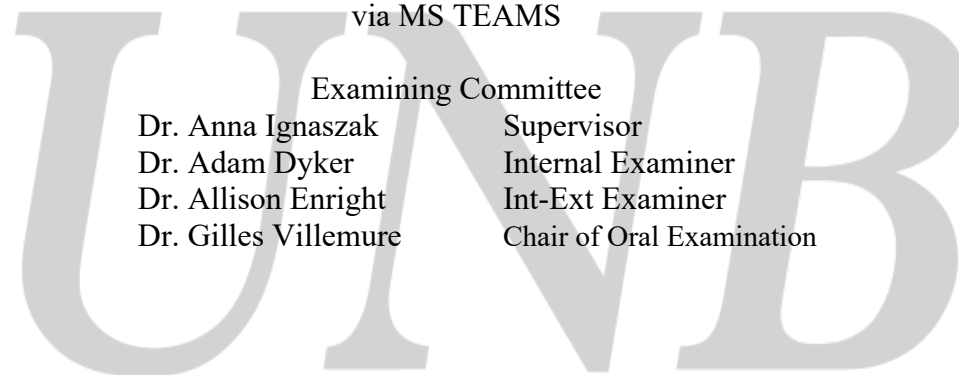 via MS TEAMS
Examining Committee
Dr. Anna Ignaszak Supervisor
Dr. Adam Dyker Internal Examiner
Dr. Allison Enright Int-Ext Examiner
Dr. Gilles Villemure Chair of Oral Examination
UNB